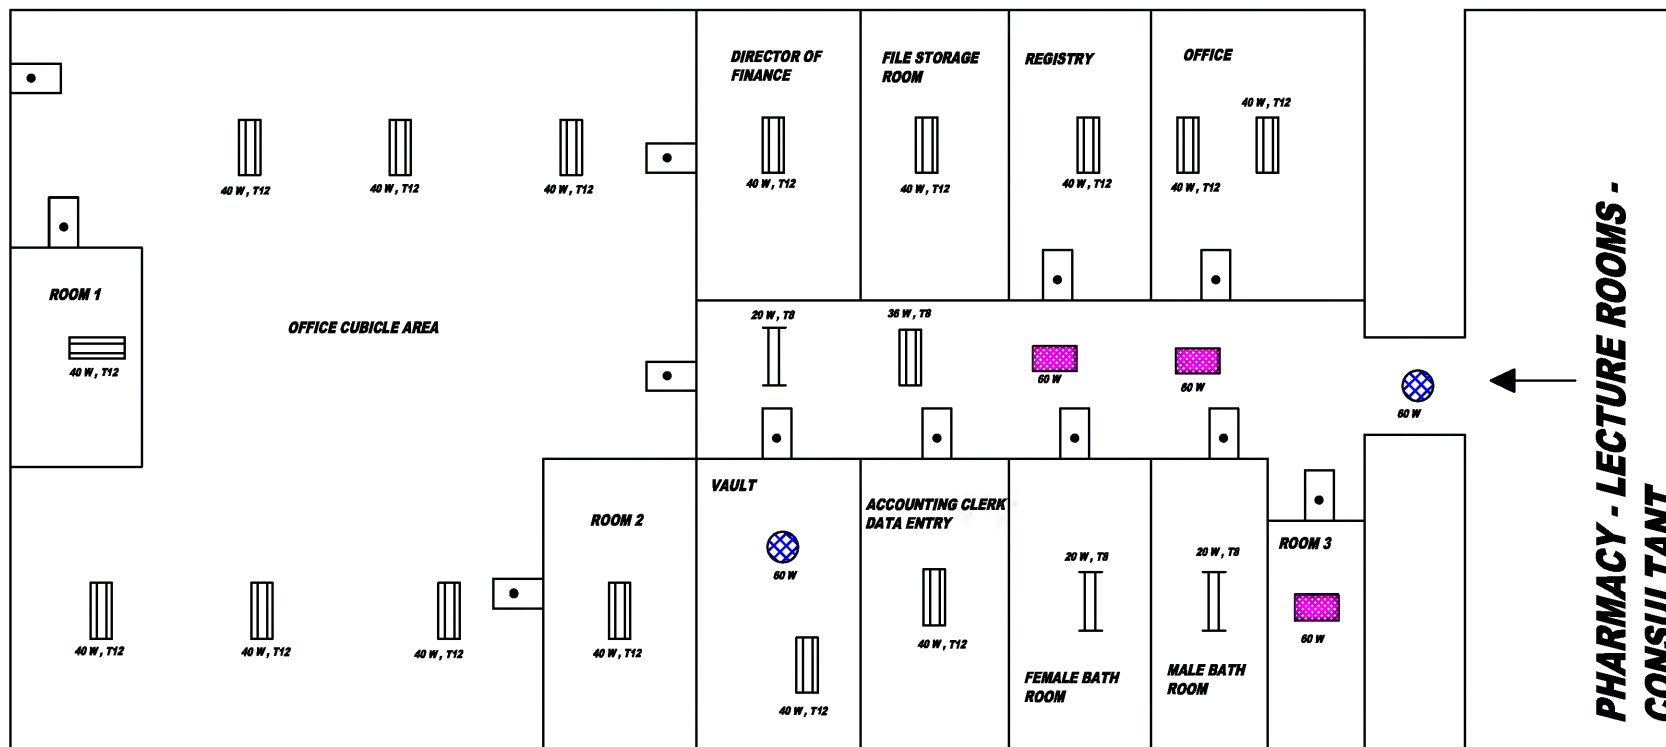 DIRECTOR OF
FINANCE
FILE STORAGE
ROOM
REGISTRY
OFFICE
40 W, T12
40 W, T12
40 W, T12
40 W, T12
40 W, T12
40 W, T12
40 W, T12
40 W, T12
ROOM 1
40 W, T12
OFFICE CUBICLE AREA
20 W, T8
36 W, T8
60 W
60 W
60 W
PHARMACY - LECTURE ROOMS -
CONSULTANT
ROOM 2
VAULT
ACCOUNTING CLERK
DATA ENTRY
ROOM 3
60 W
20 W, T8
20 W, T8
60 W
40 W, T12
40 W, T12
40 W, T12
40 W, T12
40 W, T12
40 W, T12
FEMALE BATH
ROOM
MALE BATH
ROOM